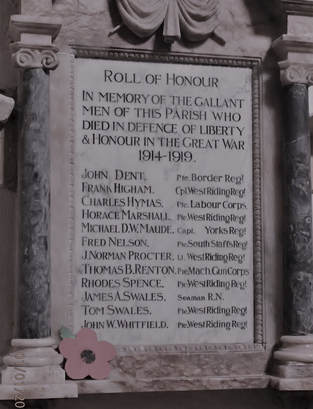 ROLL OF HONOUR
IN MEMORY OF THE GALLANT
MEN OF THIS PARISH WHO
DIED IN DEFENCE OF LIBERTY
& HONOUR IN THE GREAT WAR
1914-1919.
JOHN DENT, Pte. Border Regt
FRANK HIGHAM. Cpl West Riding Regt
CHARLES HYMAS, Pte. Labour Corps
HORACE MARSHALL, Pte West Riding Regt
MICHAEL D.W. MAUDE, Capt. Yorks Regt
FRED NELSON, Pte South Staffs Regt
J. NORMAN PROCTER, Lt. West Riding Regt
THOMAS B. RENTON, Pte Mach. Gun Corps
RHODES SPENCE, Pte West Riding Regt
JAMES A. SWALES, Seaman R.N.
TOM SWALES, Pte West Riding Regt
JOHN W. WHITFIELD. Pte West Riding Regt